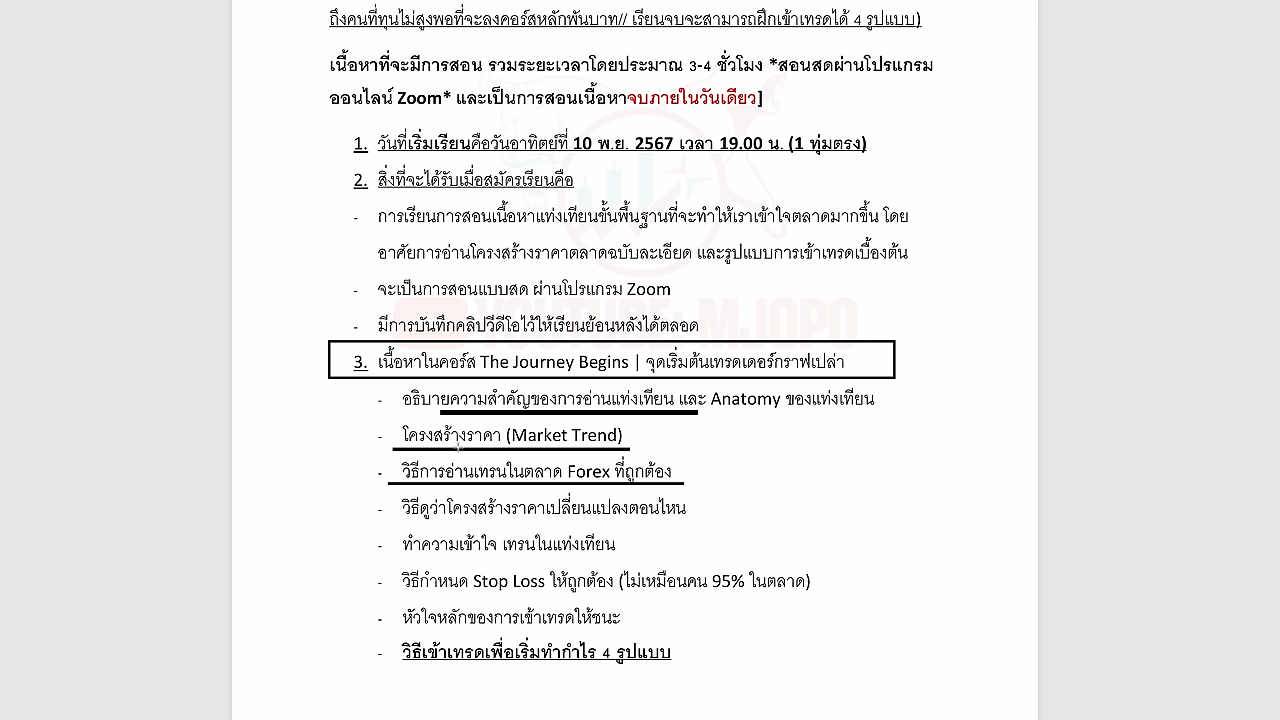 ถึงคนที่ทุนไม่สูงพอที่จะลงคอร์สหลักพันบาท// เรียนจบจะสามารถฝึกเข้าเทรดได้ 4 รูปแบบ)
เนื้อหาที่จะมีการสอน รวมระยะเวลาโดยประมาณ 3-4 ชั่วโมง *สอนสดผ่านโปรแกรม
ออนไลน์ Zoom* และเป็นการสอนเนื้อหาจบภายในวันเดียว]
1. วันที่เริ่มเรียนคือวันอาทิตย์ที่ 10 พ.ย. 2567 เวลา 19.00 น. (1 ทุ่มตรง)
2. สิ่งที่จะได้รับเมื่อสมัครเรียนคือ
- การเรียนการสอนเนื้อหาแท่งเทียนขั้นพื้นฐานที่จะทำให้เราเข้าใจตลาดมากขึ้น โดย
อาศัยการอ่านโครงสร้างราคาตลาดฉบับละเอียด และรูปแบบการเข้าเทรดเบื้องต้น
- จะเป็นการสอนแบบสด ผ่านโปรแกรม Zoom
YOUTUBE: MJOPO
- มีการบันทึกคลิปวีดีโอไว้ให้เรียนย้อนหลังได้ตลอด
3. เนื้อหาในคอร์ส The Journey Begins | จุดเริ่มต้นเทรดเดอร์กราฟเปล่า
- อธิบายความสำคัญของการอ่านแท่งเทียน และ Anatomy ของแท่งเทียน
- โครงสร้างราคา (Market Trend)
- วิธีการอ่านเทรนในตลาด Forex ที่ถูกต้อง
- วิธีดูว่าโครงสร้างราคาเปลี่ยนแปลงตอนไหน
- ทำความเข้าใจ เทรนในแท่งเทียน
- วิธีกำหนด Stop Loss ให้ถูกต้อง (ไม่เหมือนคน 95% ในตลาด)
- หัวใจหลักของการเข้าเทรดให้ชนะ
- วิธีเข้าเทรดเพื่อเริ่มทำกำไร 4 รูปแบบ